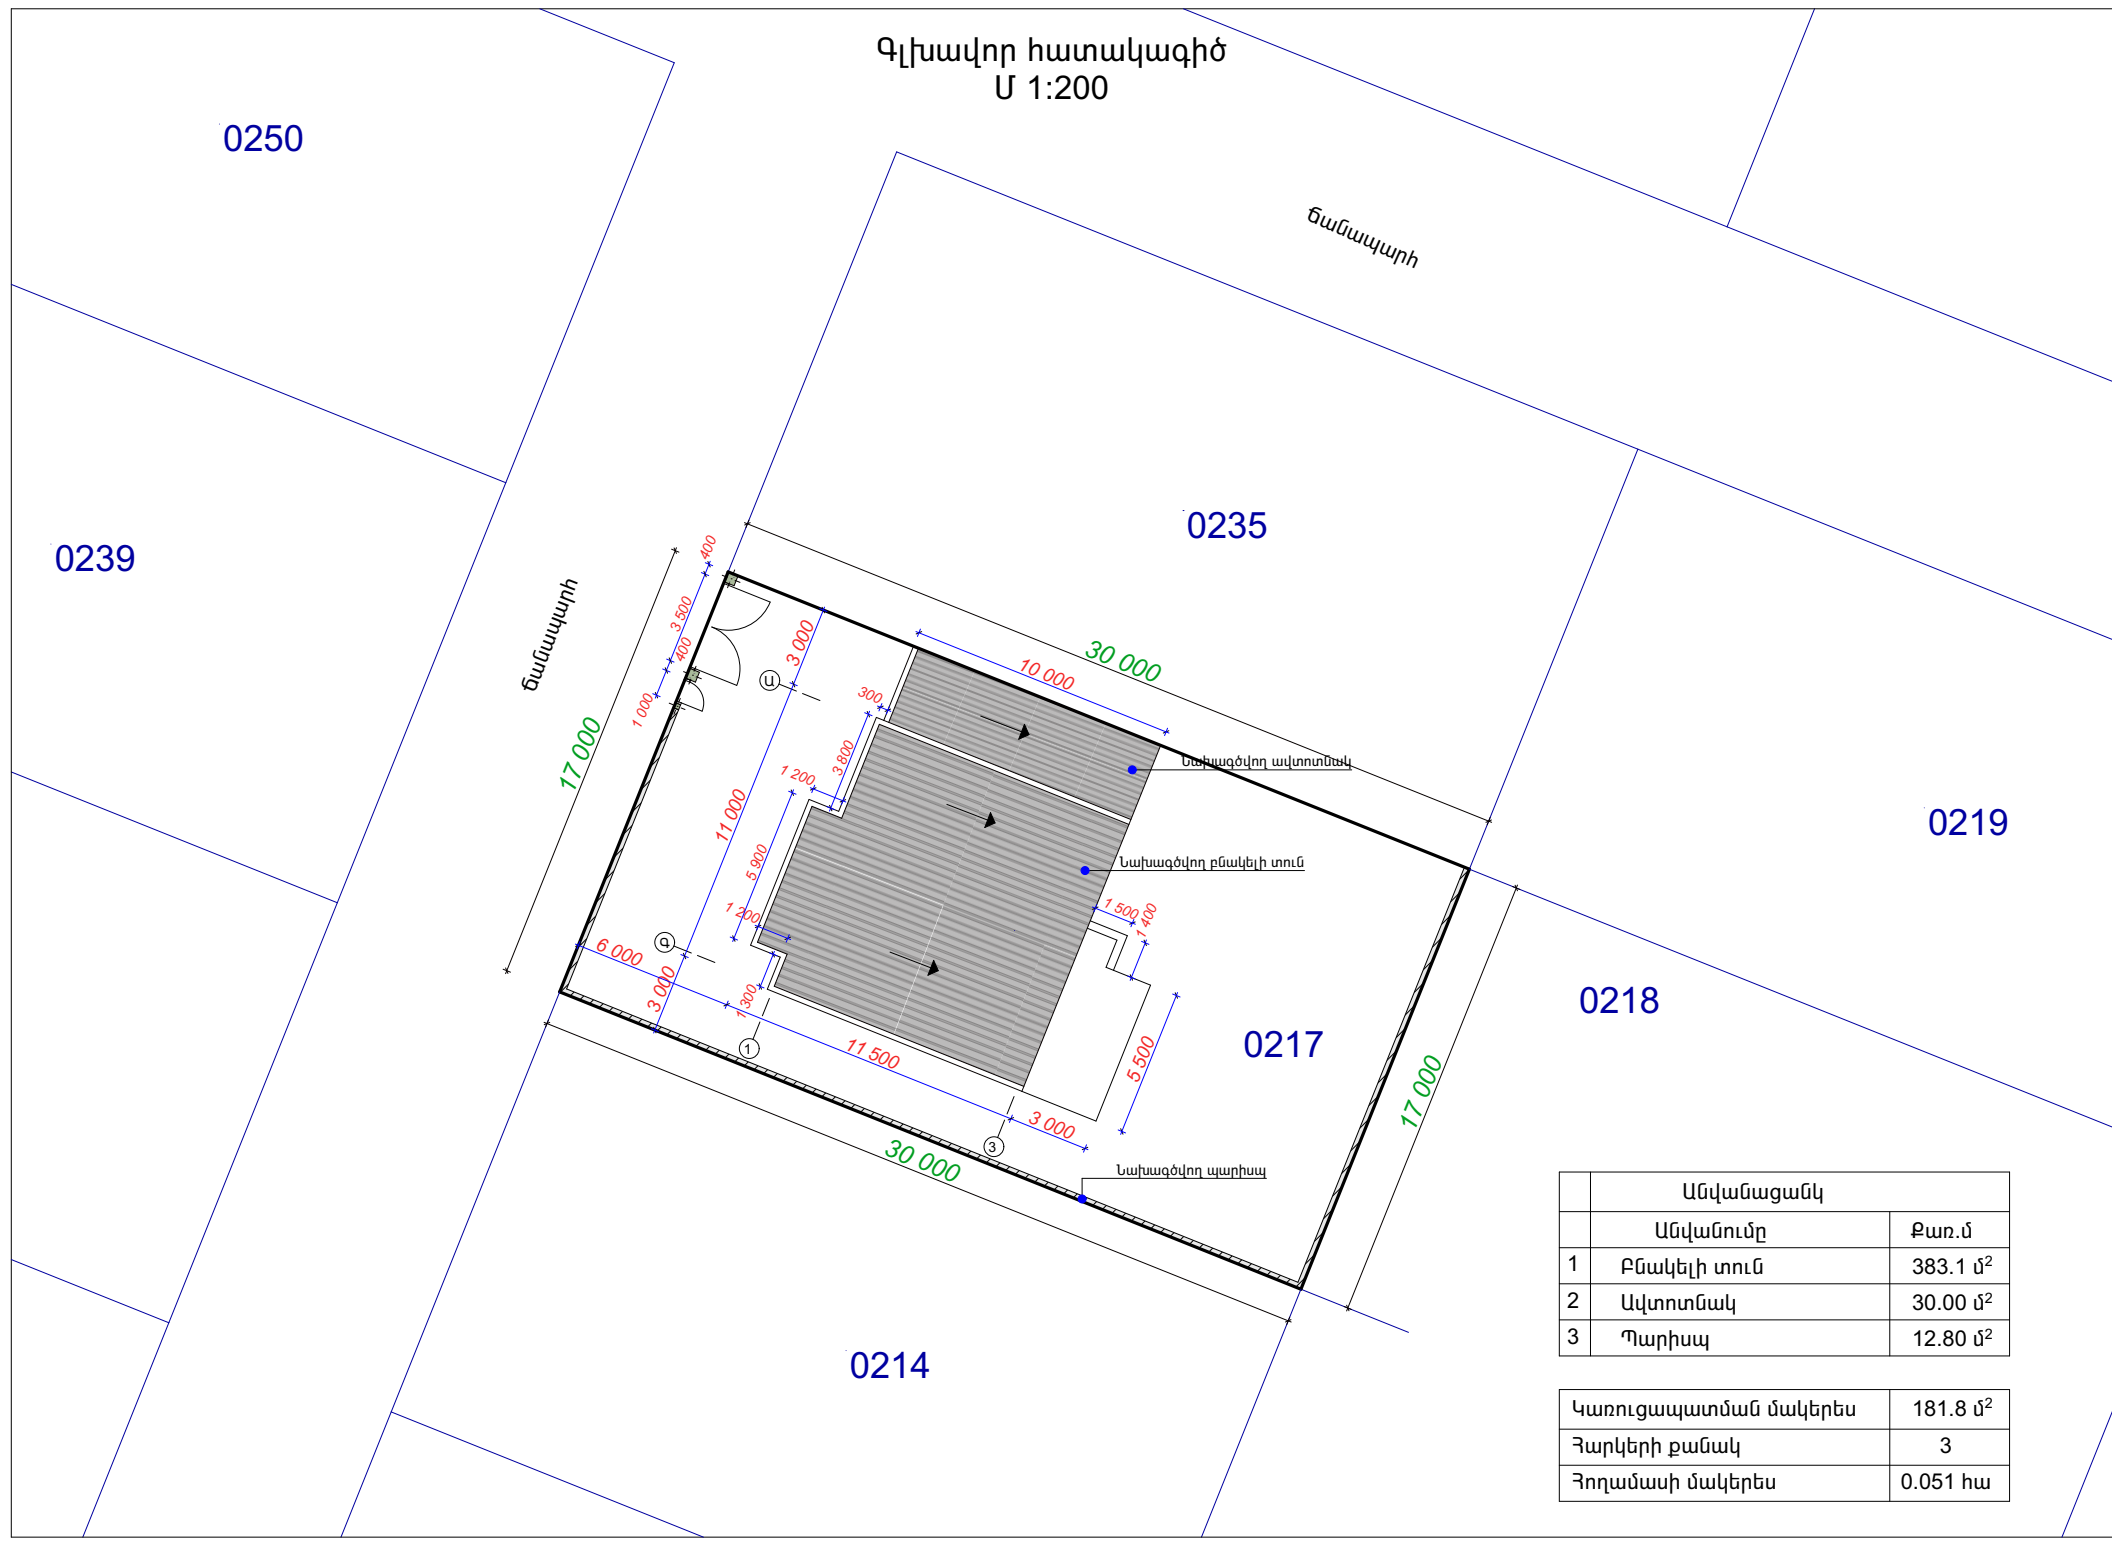 Գլխավոր հատակագիծ
Մ 1:200
0250
ճանապարհ
0235
0239
ճանապարհ
400
3 500
400
1 000
17 000
30 000
3 000
10 000
Ա
300
3 800
1 200
11 000
5 900
1 200
Նախագծվող ավտոտնակ
Նախագծվող բնակելի տուն
0219
1 500
1 400
Գ
6 000
3 000
1 300
1
11 500
5 500
0217
0218
17 000
3 000
3
30 000
Նախագծվող պարիսպ
0214
Անվանացանկ
Անվանումը Քառ.մ
1 Բնակելի տուն 383.1 մ²
2 Ավտոտնակ 30.00 մ²
3 Պարիսպ 12.80 մ²
Կառուցապատման մակերես 181.8 մ²
Հարկերի քանակ 3
Հողամասի մակերես 0.051 հա